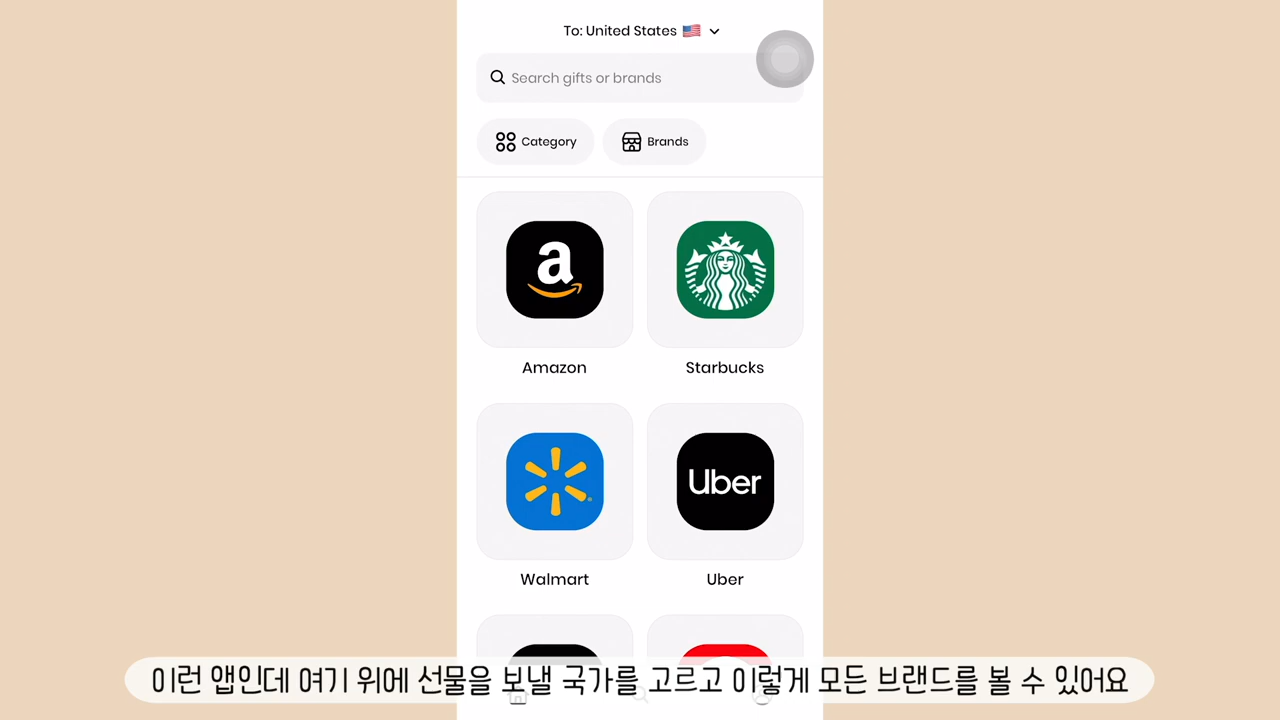 To: United States
Search gifts or brands
Category
Brands
a
Amazon
Starbucks
Walmart
Uber
Uber
이런 앱인데 여기 위에 선물을 보낼 국가를 고르고 이렇게 모든 브랜드를 볼 수 있어요